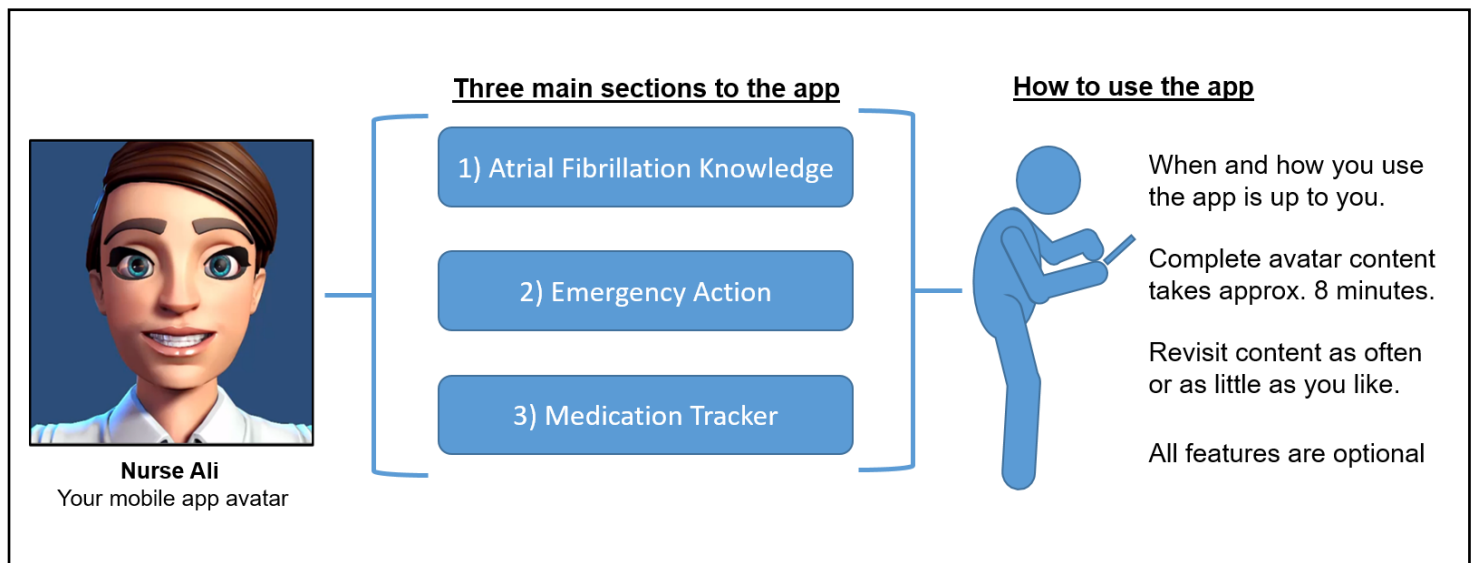 Three main sections to the app
1) Atrial Fibrillation Knowledge
2) Emergency Action
3) Medication Tracker
Nurse Ali
Your mobile app avatar
How to use the app
When and how you use
the app is up to you.
Complete avatar content
takes approx. 8 minutes.
Revisit content as often
or as little as you like.
All features are optional